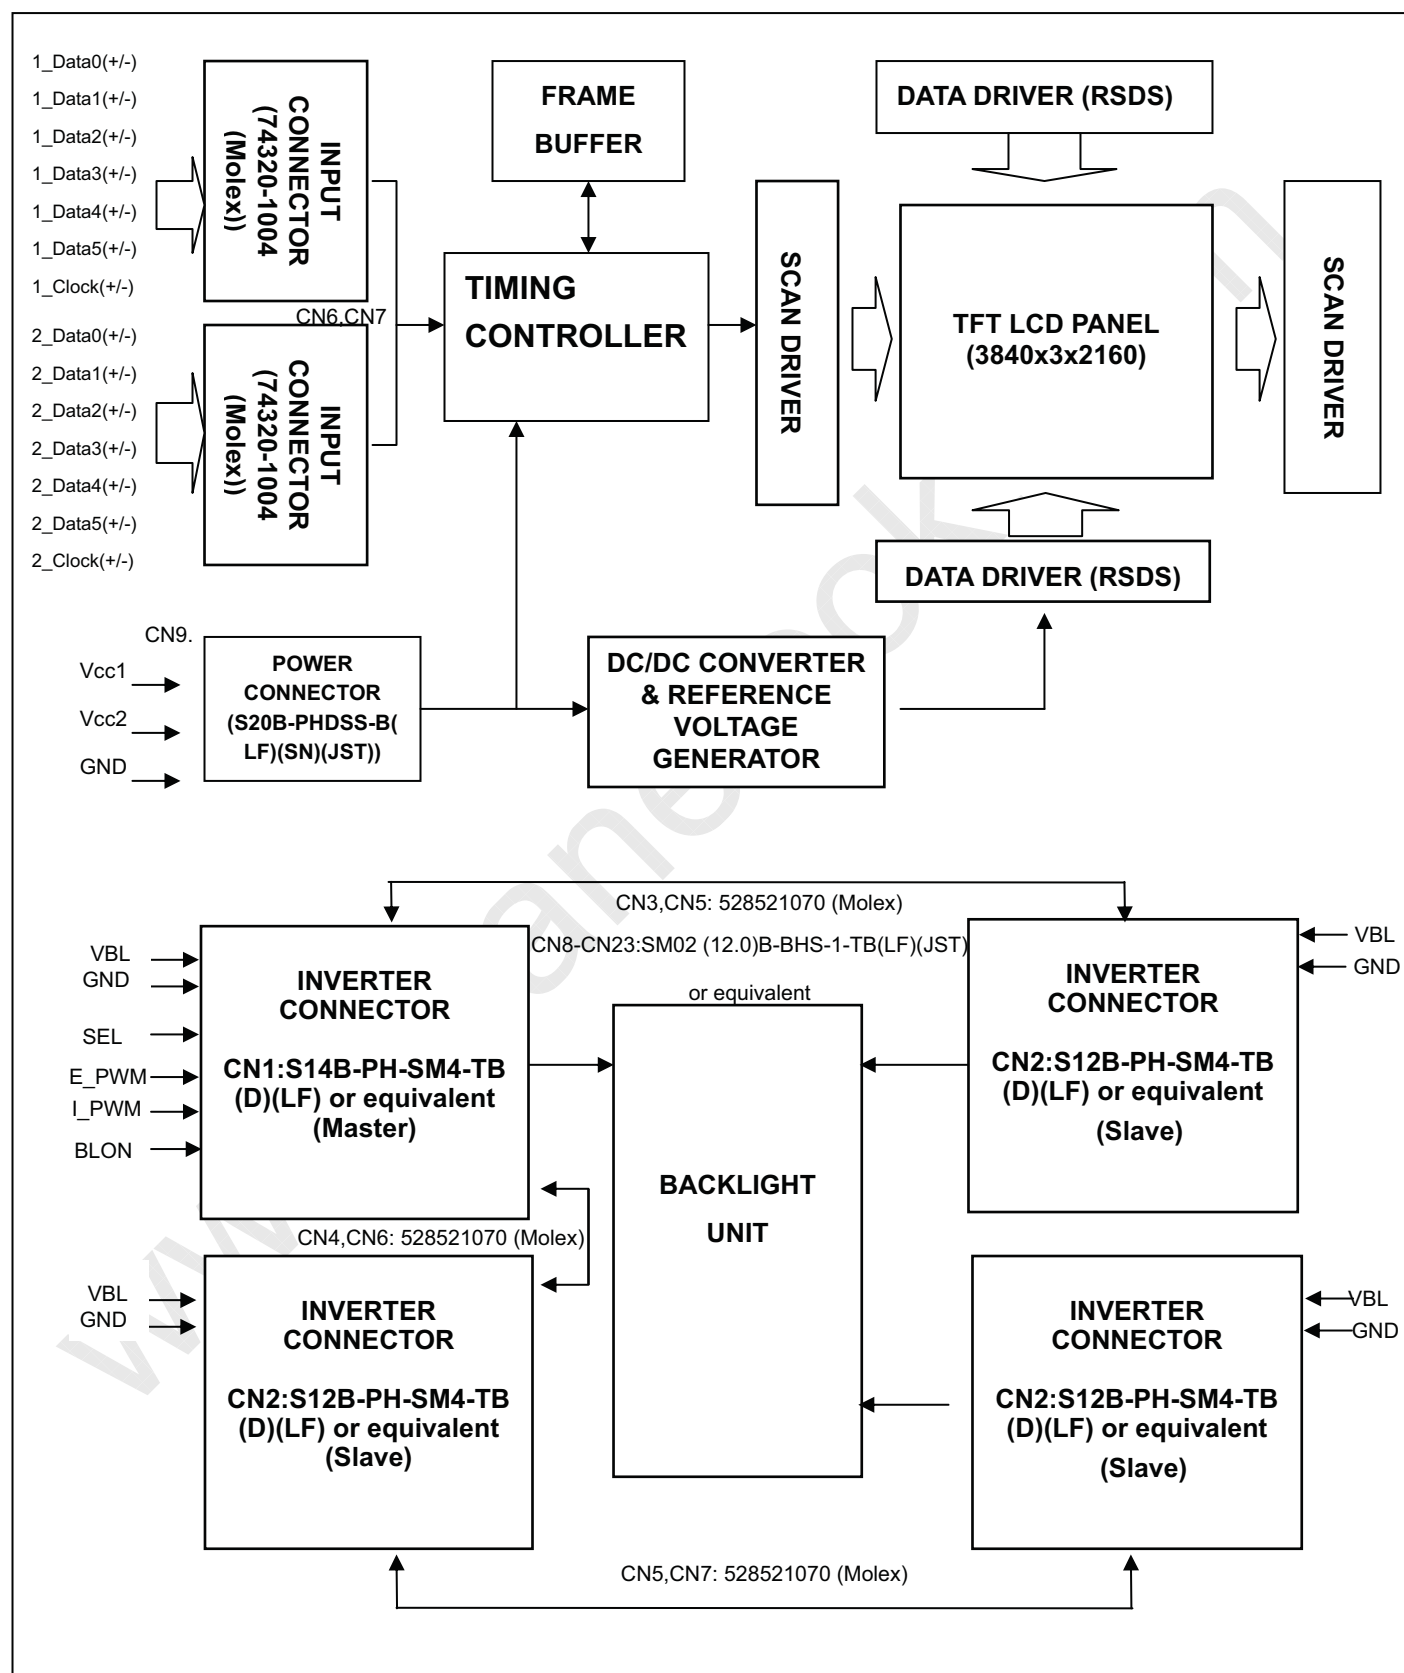 1_Data0(+/-)
1_Data1(+/-)
1_Data2(+/-)
1_Data3(+/-)
1_Data4(+/-)
1_Data5(+/-)
1_Clock(+/-)
2_Data0(+/-)
2_Data1(+/-)
2_Data2(+/-)
2_Data3(+/-)
2_Data4(+/-)
2_Data5(+/-)
2_Clock(+/-)
INPUT
CONNECTOR
(74320-1004
(Molex))
CN6,CN7
INPUT
CONNECTOR
(74320-1004
(Molex))
FRAME
BUFFER
TIMING
CONTROLLER
SCAN DRIVER
DATA DRIVER (RSDS)
TFT LCD PANEL
(3840x3x2160)
SCAN DRIVER
DATA DRIVER (RSDS)
CN9.
Vcc1
Vcc2
GND
POWER
CONNECTOR
(S20B-PHDSS-B(
LF)(SN)(JST))
DC/DC CONVERTER
& REFERENCE
VOLTAGE
GENERATOR
CN3,CN5: 528521070 (Molex)
CN8-CN23:SM02 (12.0)B-BHS-1-TB(LF)(JST)
or equivalent
VBL
GND
SEL
E_PWM
I_PWM
BLON
INVERTER
CONNECTOR
CN1:S14B-PH-SM4-TB
(D)(LF) or equivalent
(Master)
BACKLIGHT
UNIT
INVERTER
CONNECTOR
CN2:S12B-PH-SM4-TB
(D)(LF) or equivalent
(Slave)
VBL
GND
CN4,CN6: 528521070 (Molex)
VBL
GND
INVERTER
CONNECTOR
CN2:S12B-PH-SM4-TB
(D)(LF) or equivalent
(Slave)
INVERTER
CONNECTOR
CN2:S12B-PH-SM4-TB
(D)(LF) or equivalent
(Slave)
VBL
GND
CN5,CN7: 528521070 (Molex)